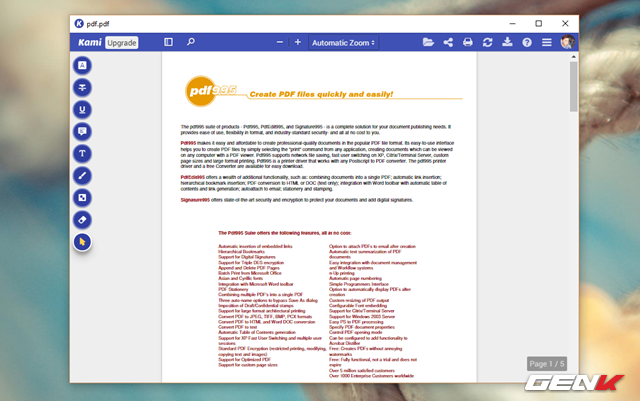 pdf.pdf
Kami Upgrade Automatic Zoom
pdf995
Create PDF files quickly and easily!
The pdf995 suite of products - Pdf995, PdfEdit995, and Signature995 - is a complete solution for your document publishing needs. It
provides ease of use, flexibility in format, and industry-standard security- and all at no cost to you.
Pdf995 makes it easy and affordable to create professional-quality documents in the popular PDF file format. Its easy-to-use interface
helps you to create PDF files by simply selecting the "print" command from any application, creating documents which can be viewed
on any computer with a PDF viewer. Pdf995 supports network file saving, fast user switching on XP, Citrix/Terminal Server, custom
page sizes and large format printing. Pdf995 is a printer driver that works with any Postscript to PDF converter. The pdf995 printer
driver and a free Converter are available for easy download.
PdfEdit995 offers a wealth of additional functionality, such as: combining documents into a single PDF; automatic link insertion;
hierarchical bookmark insertion; PDF conversion to HTML or DOC (text only); integration with Word toolbar with automatic table of
contents and link generation; autoattach to email; stationery and stamping.
Signature995 offers state-of-the-art security and encryption to protect your documents and add digital signatures.
The Pdf995 Suite offers the following features, all at no cost:
Automatic insertion of embedded links
Hierarchical Bookmarks
Support for Digital Signatures
Support for Triple DES encryption
Append and Delete PDF Pages
Batch Print from Microsoft Office
Asian and Cyrillic fonts
Integration with Microsoft Word toolbar
PDF Stationery
Combining multiple PDF's into a single PDF
Three auto-name options to bypass Save As dialog
Imposition of Draft/Confidential stamps
Support for large format architectural printing
Convert PDF to JPEG, TIFF, BMP, PCX formats
Convert PDF to HTML and Word DOC conversion
Convert PDF to text
Automatic Table of Contents generation
Support for XP Fast User Switching and multiple user
sessions
Standard PDF Encryption (restricted printing, modifying,
copying text and images)
Support for Optimized PDF
Support for custom page sizes
Option to attach PDFs to email after creation
Automatic text summarization of PDF
documents
Easy integration with document management
and Workflow systems
n-Up printing
Automatic page numbering
Simple Programmers Interface
Option to automatically display PDFs after
creation
Custom resizing of PDF output
Configurable Font embedding
Support for Citrix/Terminal Server
Support for Windows 2003 Server
Easy PS to PDF processing
Specify PDF document properties
Control PDF opening mode
Can be configured to add functionality to
Acrobat Distiller
Free: Creates PDFs without annoying
watermarks
Free: Fully functional, not a trial and does not
expire
Over 5 million satisfied customers
Over 1000 Enterprise Customers worldwide
Page 1 / 5
GENK